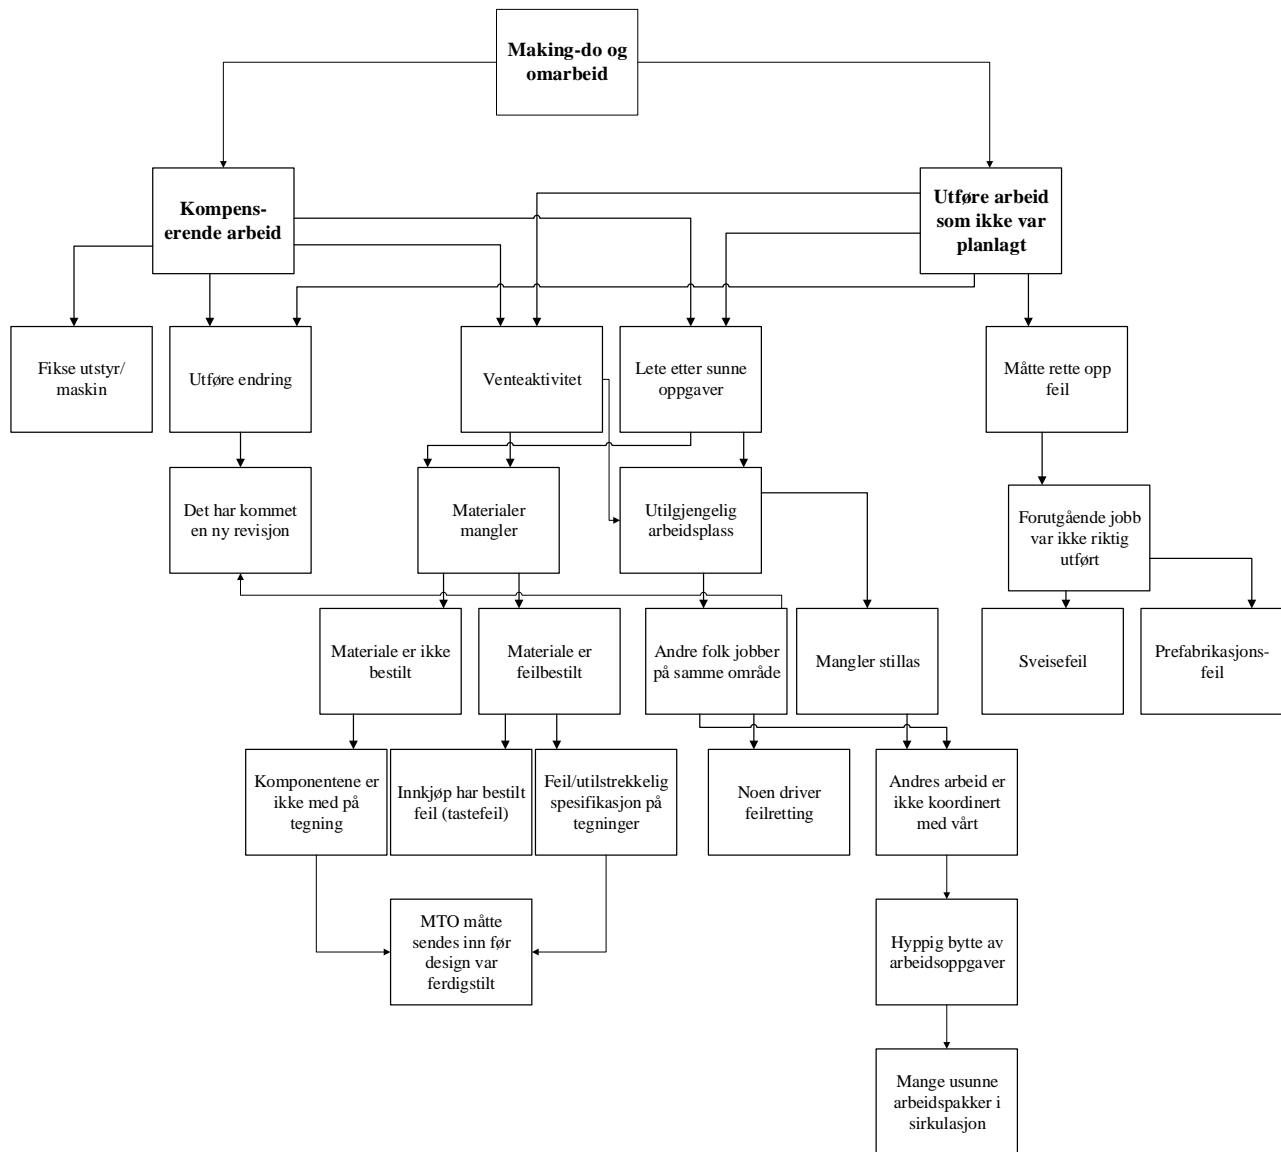 Making-do og
omarbeid
Kompens-
erende arbeid
Utføre arbeid
som ikke var
planlagt
Fikse utstyr/
maskin
Utføre endring
Venteaktivitet
Lete etter sunne
oppgaver
Måtte rette opp
feil
Det har kommet
en ny revisjon
Materialer
mangler
Utilgjengelig
arbeidsplass
Forutgående jobb
var ikke riktig
utført
Materiale er ikke
bestilt
Materiale er
feilbestilt
Andre folk jobber
på samme område
Mangler stillas
Sveisefeil
Prefabrikasjons-
feil
Komponentene er
ikke med på
tegning
Innkjøp har bestilt
feil (tastefeil)
Feil/utilstrekkelig
spesifikasjon på
tegninger
Noen driver
feilretting
Andres arbeid er
ikke koordinert
med vårt
MTO måtte
sendes inn før
design var
ferdigstilt
Hyppig bytte av
arbeidsoppgaver
Mange usunne
arbeidspakker i
sirkulasjon